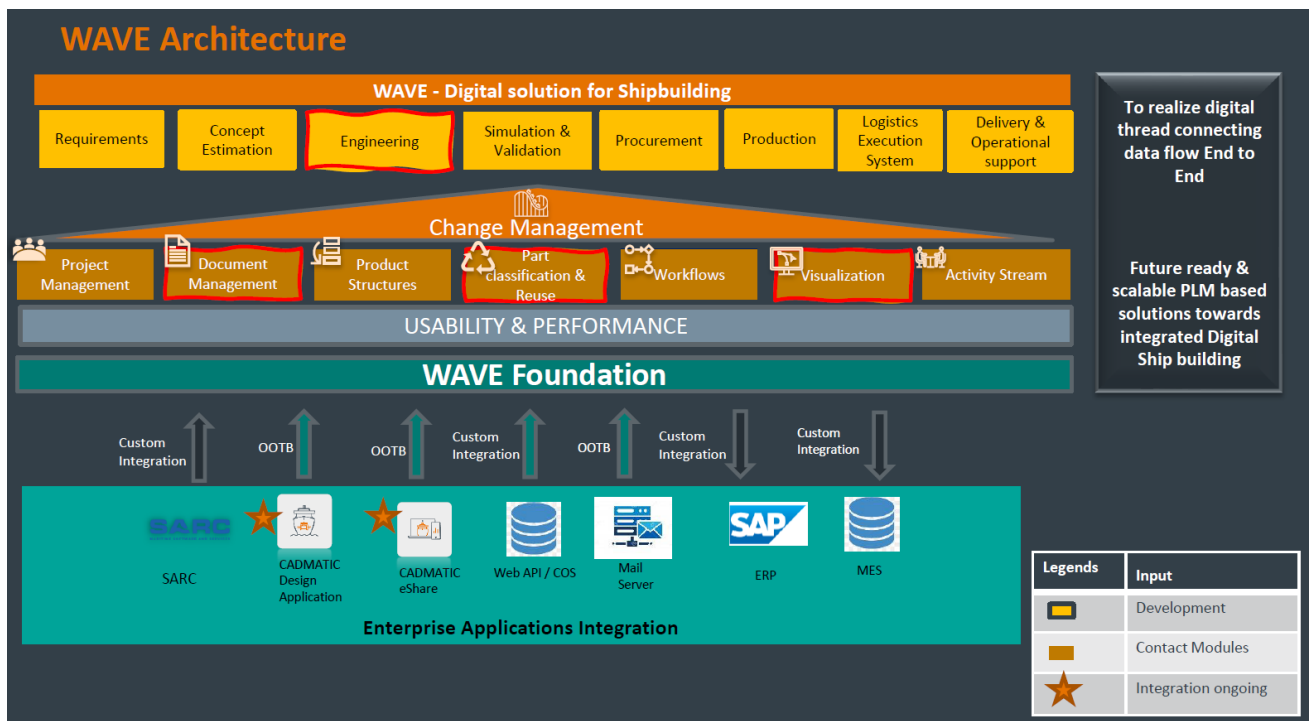 WAVE Architecture
WAVE - Digital solution for Shipbuilding
Requirements
Concept
Estimation
Engineering
Simulation &
Validation
Procurement
Production
Logistics
Execution
System
Delivery &
Operational
support
To realize digital
thread connecting
data flow End to
End
Future ready &
scalable PLM based
solutions towards
integrated Digital
Ship building
Change Management
Project
Management
Document
Management
Product
Structures
Part
classification &
Reuse
Workflows
Visualization
Activity Stream
USABILITY & PERFORMANCE
WAVE Foundation
Custom
Integration
OOTB
OOTB
Custom
Integration
OOTB
Custom
Integration
Custom
Integration
SARC
SARC
CADMATIC
Design
Application
CADMATIC
eShare
Web API / COS
Mail
Server
SAP
ERP
MES
Enterprise Applications Integration
Legends
Input
Development
Contact Modules
Integration ongoing